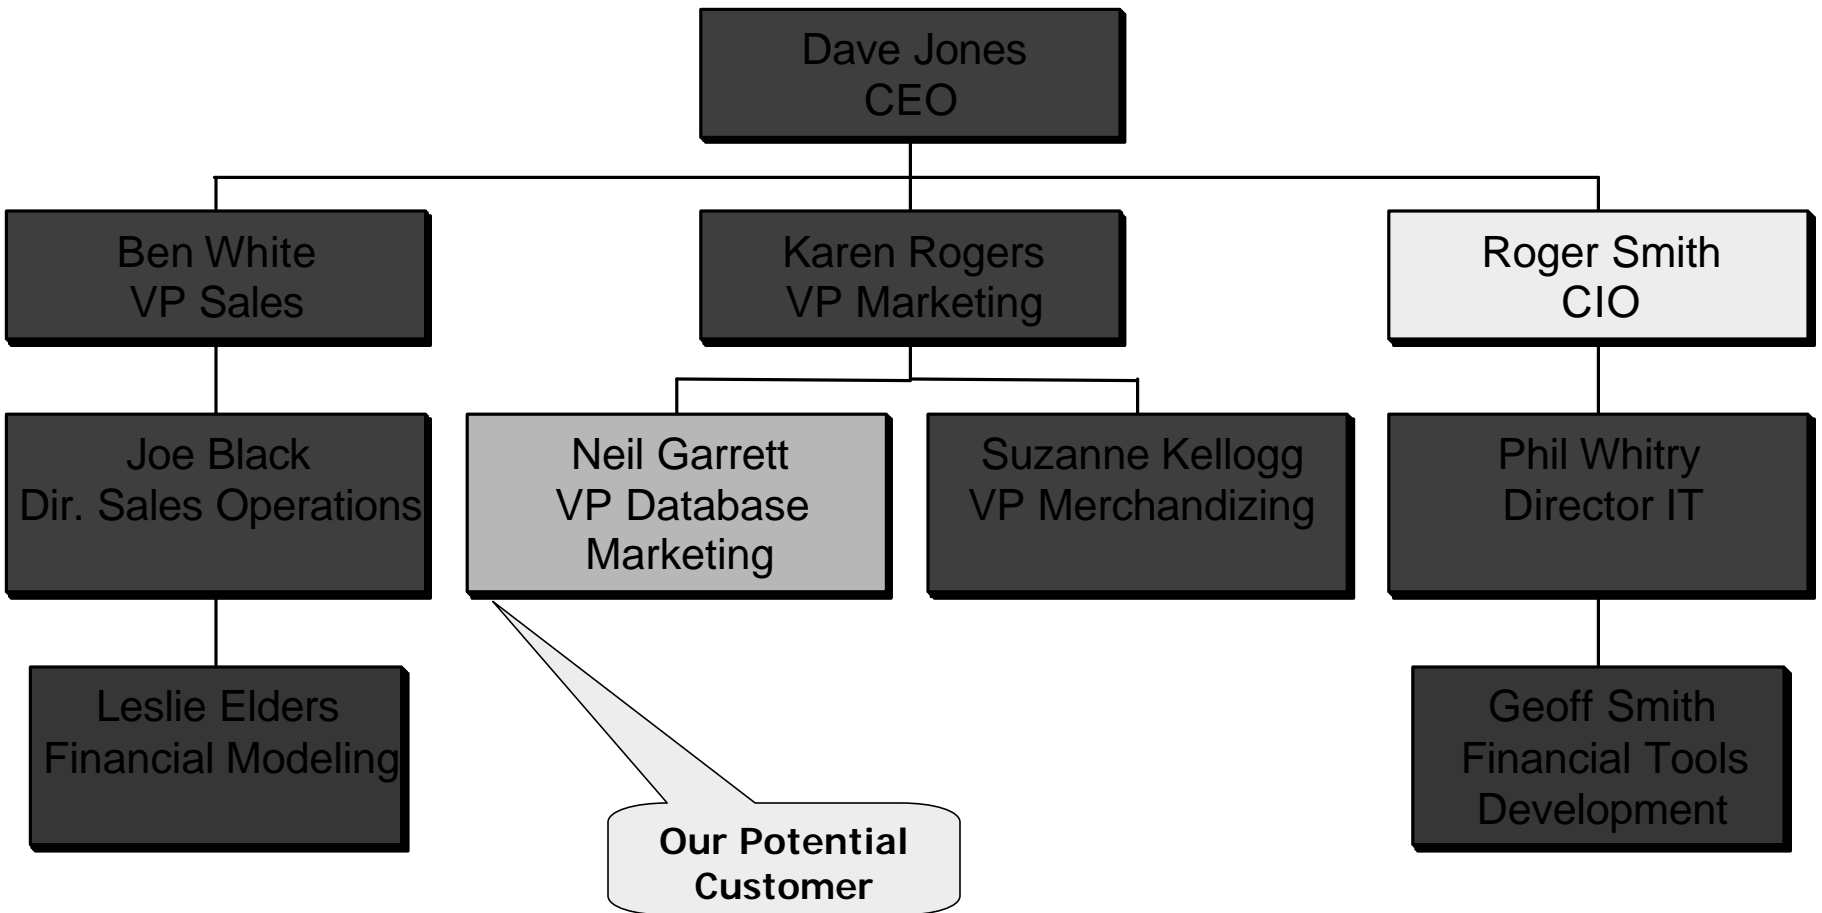 Dave Jones
CEO
Ben White
VP Sales
Karen Rogers
VP Marketing
Roger Smith
CIO
Joe Black
Dir. Sales Operations
Neil Garrett
VP Database
Marketing
Suzanne Kellogg
VP Merchandizing
Phil Whitry
Director IT
Leslie Elders
Financial Modeling
Geoff Smith
Financial Tools
Development
Our Potential
Customer